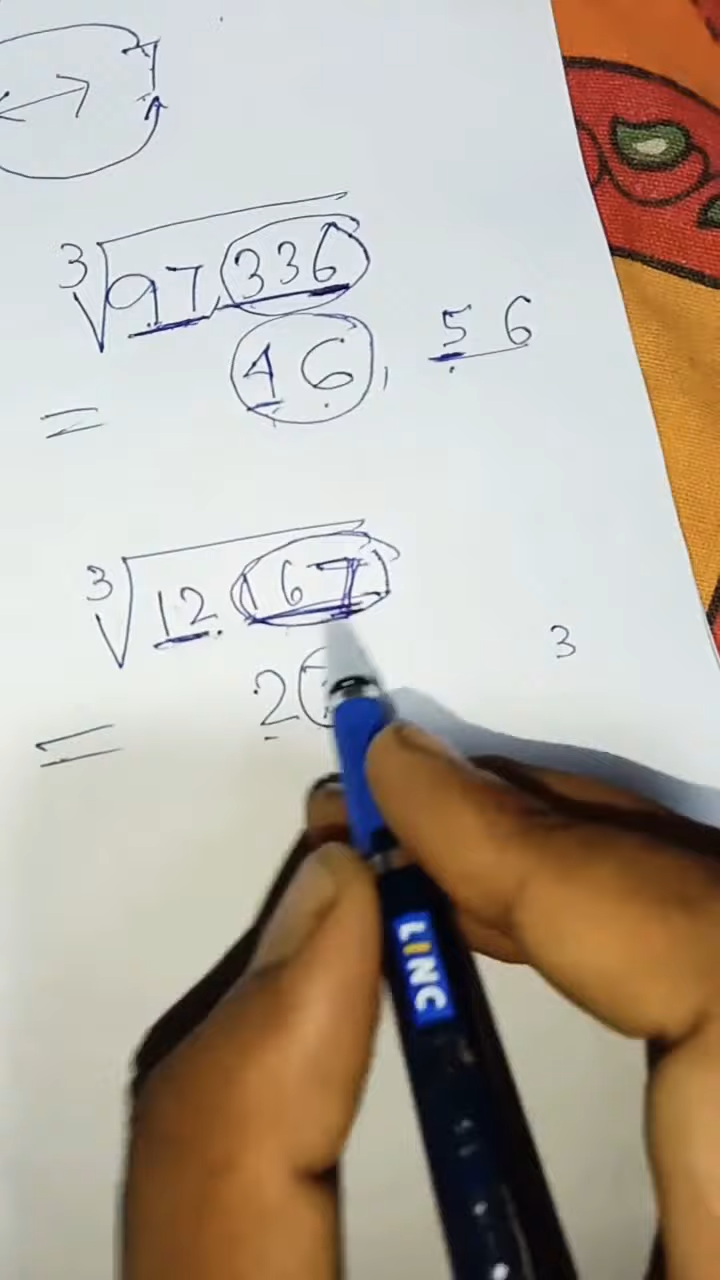 ∛97,336
= 46, 56
∛12 167
3
= 2
LINC